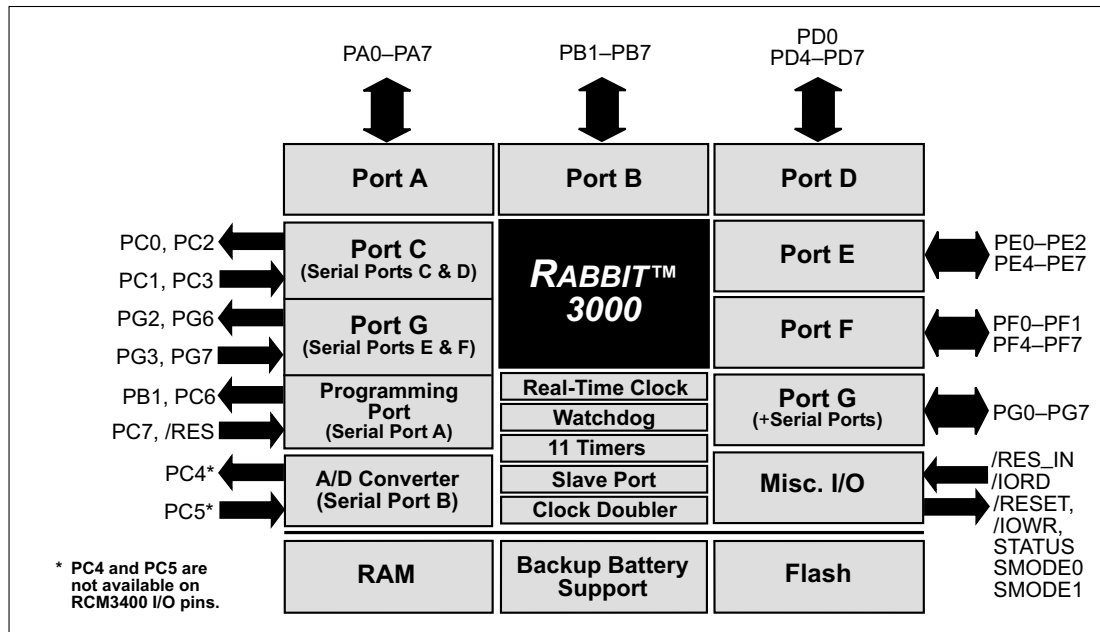 PA0–PA7
PB1–PB7
PD0
PD4–PD7
Port A
Port B
Port D
PC0, PC2
PC1, PC3
Port C
(Serial Ports C & D)
RABBIT™
3000
Port E
PE0–PE2
PE4–PE7
PG2, PG6
PG3, PG7
Port G
(Serial Ports E & F)
Port F
PF0–PF1
PF4–PF7
PB1, PC6
PC7, /RES
Programming
Port
(Serial Port A)
Real-Time Clock
Watchdog
11 Timers
Slave Port
Clock Doubler
Port G
(+Serial Ports)
PG0–PG7
PC4*
PC5*
A/D Converter
(Serial Port B)
Misc. I/O
/RES_IN
/IORD
/RESET,
/IOWR,
STATUS
SMODE0
SMODE1
* PC4 and PC5 are
not available on
RCM3400 I/O pins.
RAM
Backup Battery
Support
Flash